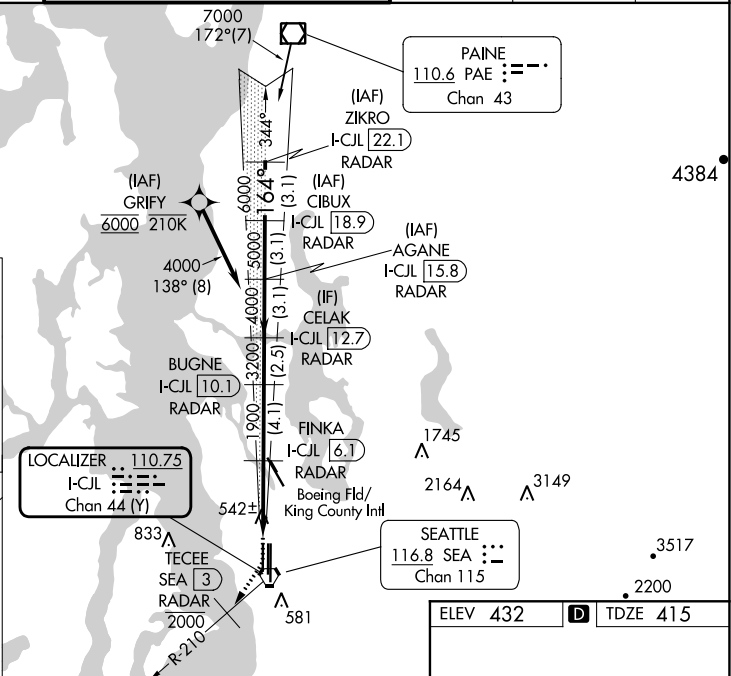 7000
172°(7)
PAINE
110.6 PAE
Chan 43
(IAF)
ZIKRO
I-CJL 22.1
RADAR
344°
164°
6000
(3.1)
4384
(IAF)
GRIFY
6000 210K
(IAF)
CIBUX
I-CJL 18.9
RADAR
(IAF)
AGANE
I-CJL 15.8
RADAR
5000
(3.1)
4000
138° (8)
4000
(3.1)
(IF)
CELAK
I-CJL 12.7
RADAR
BUGNE
I-CJL 10.1
RADAR
3200
(2.5)
1900
(4.1)
FINKA
I-CJL 6.1
RADAR
Boeing Fld/
King County Intl
1745
2164
3149
LOCALIZER 110.75
I-CJL
Chan 44 (Y)
542±
833
TECEE
SEA 3
RADAR
2000
R-210
SEATTLE
116.8 SEA
Chan 115
3517
2200
581
ELEV 432 D TDZE 415